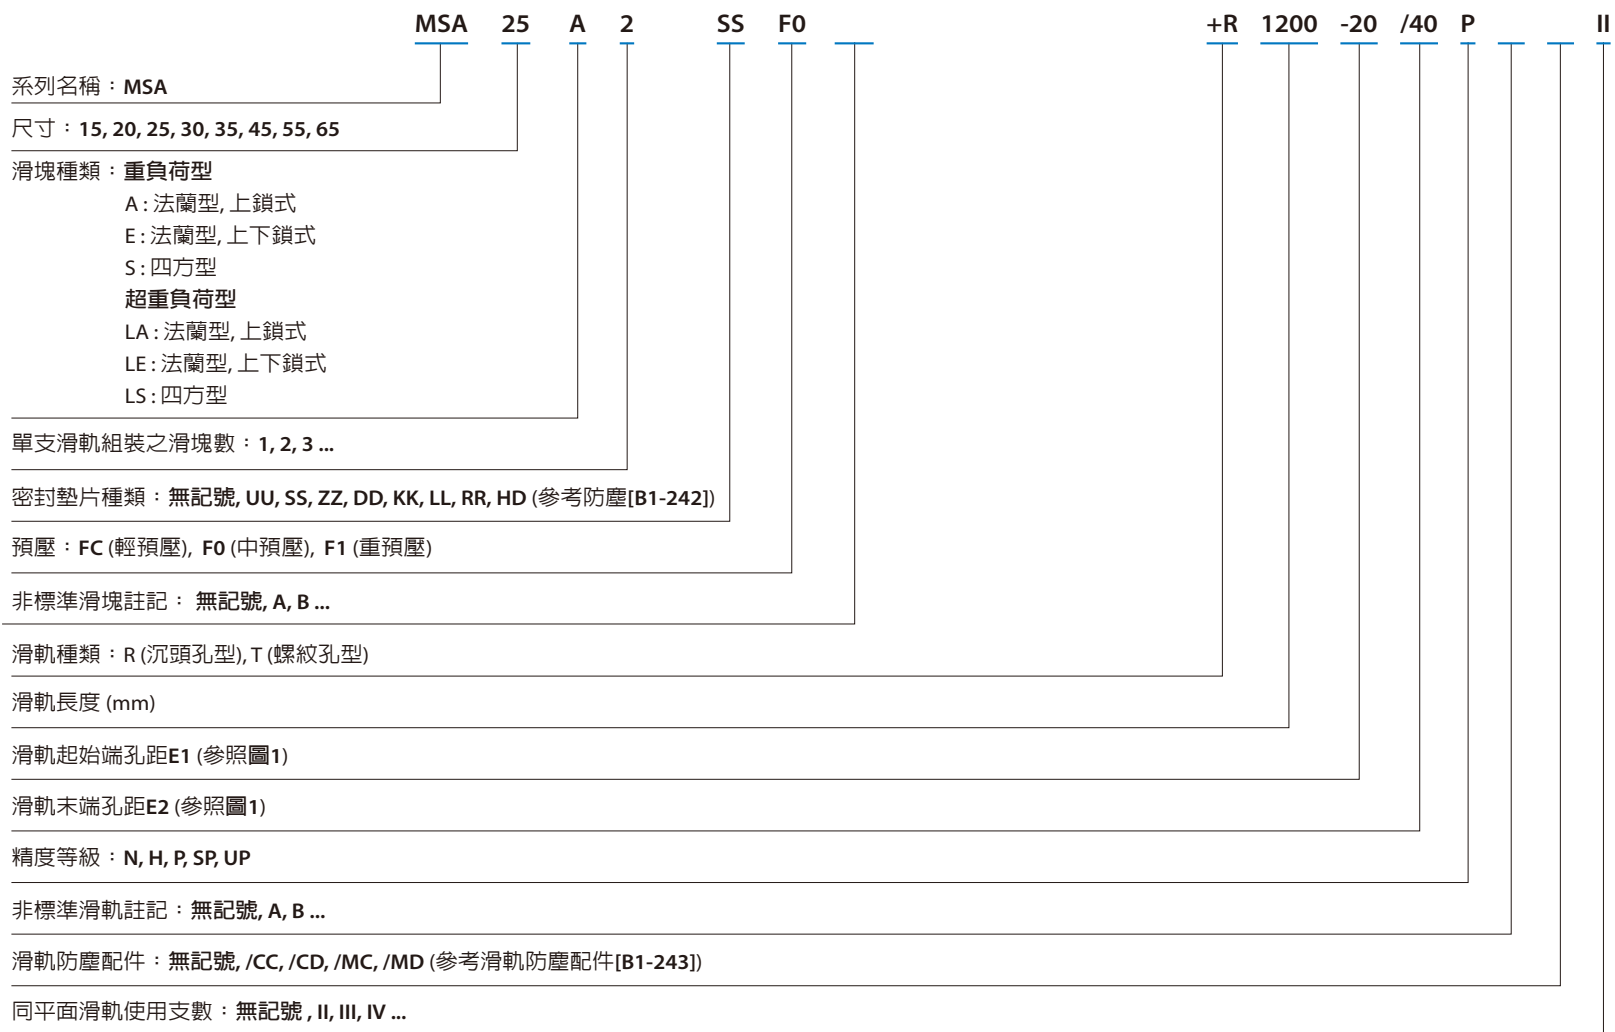 MSA 25 A 2 SS F0 +R 1200 -20 /40 P II
系列名稱：MSA
尺寸：15, 20, 25, 30, 35, 45, 55, 65
滑塊種類：重負荷型
A : 法蘭型, 上鎖式
E : 法蘭型, 上下鎖式
S : 四方型
超重負荷型
LA : 法蘭型, 上鎖式
LE : 法蘭型, 上下鎖式
LS : 四方型
單支滑軌組裝之滑塊數：1, 2, 3 ...
密封墊片種類：無記號, UU, SS, ZZ, DD, KK, LL, RR, HD (參考防塵[B1-242])
預壓：FC (輕預壓), F0 (中預壓), F1 (重預壓)
非標準滑塊註記： 無記號, A, B ...
滑軌種類：R (沉頭孔型), T (螺紋孔型)
滑軌長度 (mm)
滑軌起始端孔距E1 (參照圖1)
滑軌末端孔距E2 (參照圖1)
精度等級：N, H, P, SP, UP
非標準滑軌註記：無記號, A, B ...
滑軌防塵配件：無記號, /CC, /CD, /MC, /MD (參考滑軌防塵配件[B1-243])
同平面滑軌使用支數：無記號 , II, III, IV ...